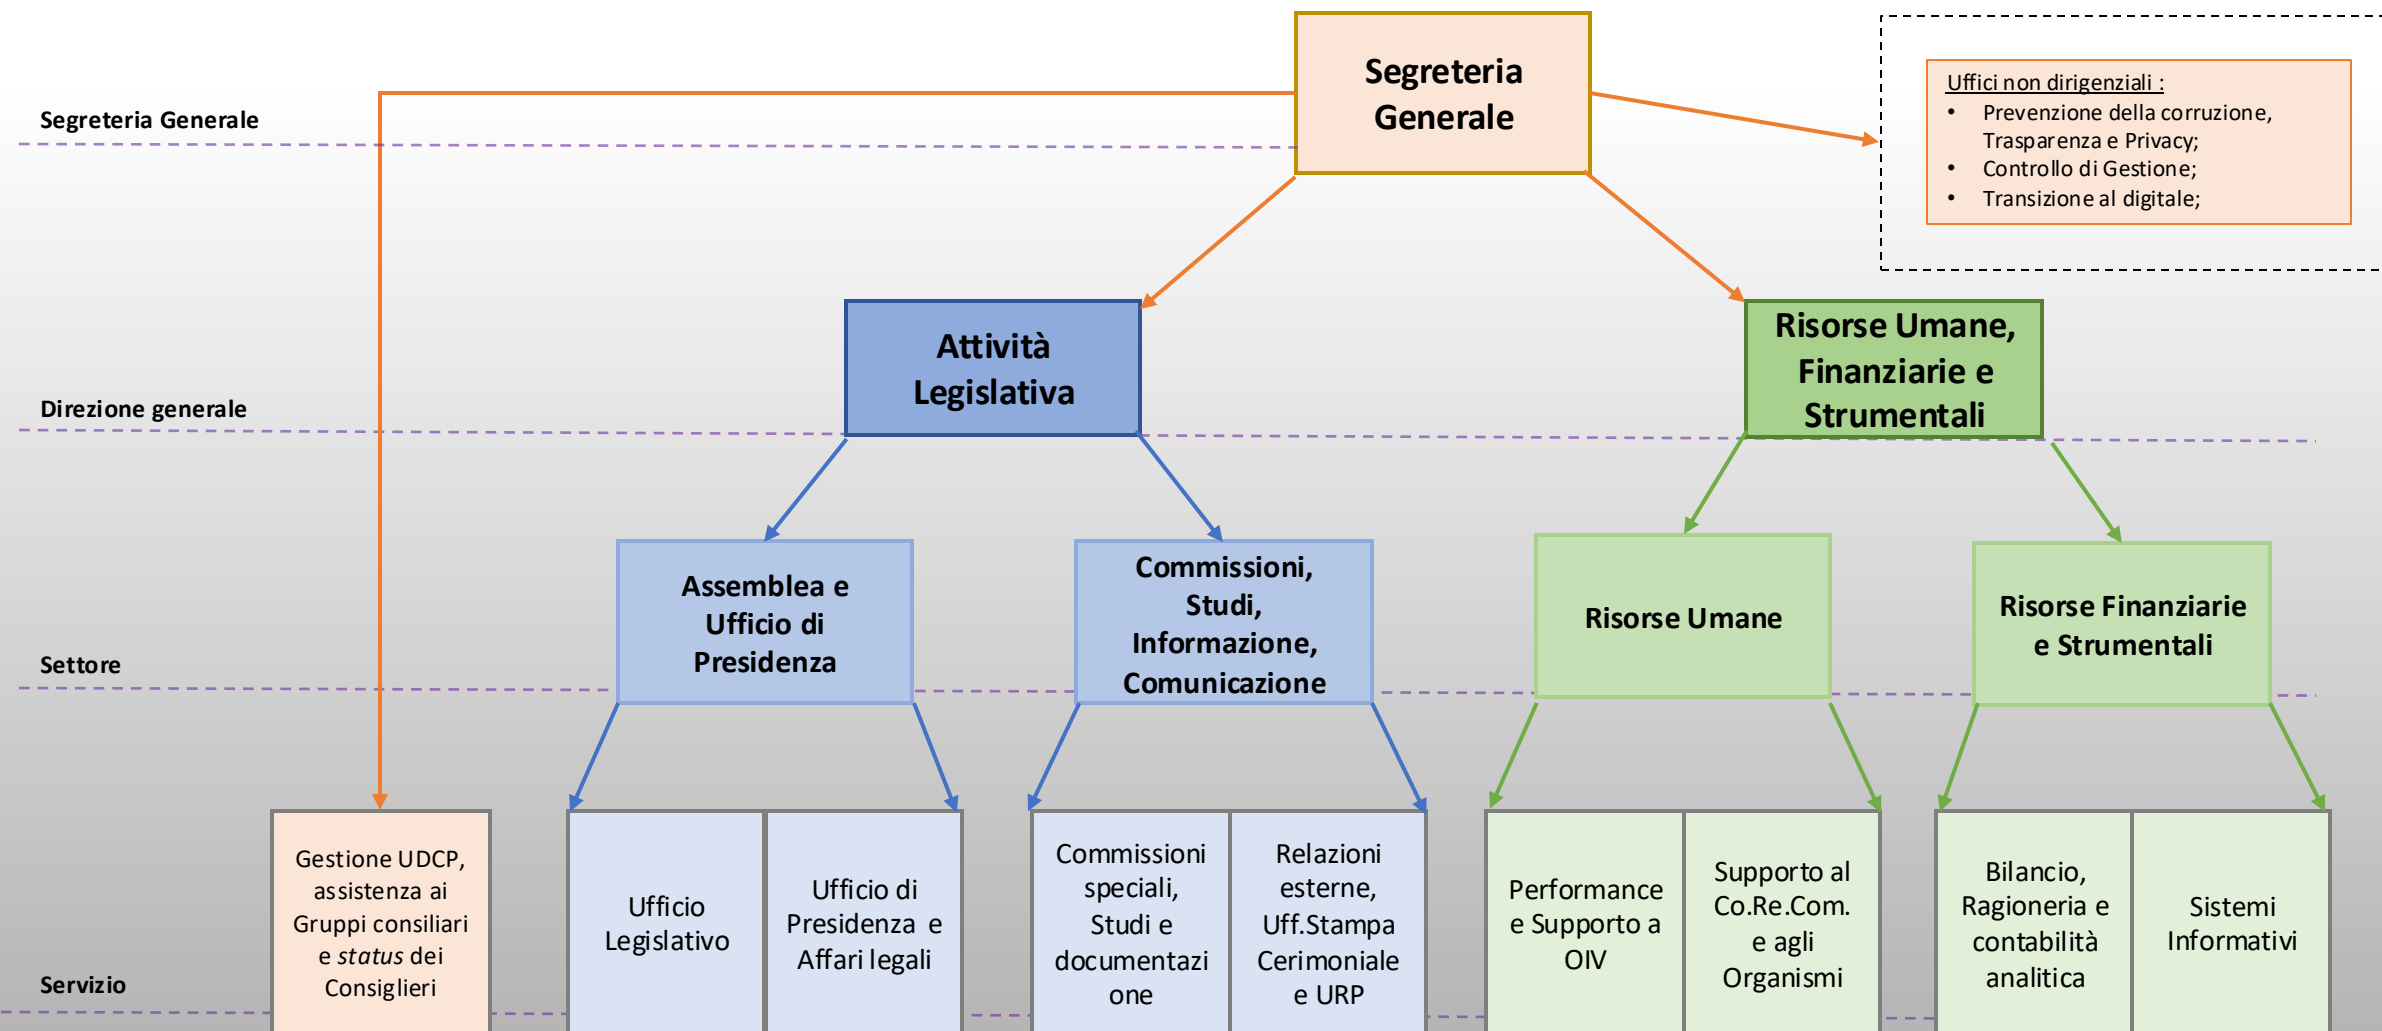 Segreteria
Generale
Uffici non dirigenziali :
• Prevenzione della corruzione,
Trasparenza e Privacy;
• Controllo di Gestione;
• Transizione al digitale;
Segreteria Generale
Attività
Legislativa
Risorse Umane,
Finanziarie e
Strumentali
Direzione generale
Assemblea e
Ufficio di
Presidenza
Commissioni,
Studi,
Informazione,
Comunicazione
Risorse Umane
Risorse Finanziarie
e Strumentali
Settore
Gestione UDCP,
assistenza ai
Gruppi consiliari
e status dei
Consiglieri
Ufficio
Legislativo
Ufficio di
Presidenza e
Affari legali
Commissioni
speciali,
Studi e
documentazi
one
Relazioni
esterne,
Uff.Stampa
Cerimoniale
e URP
Performance
e Supporto a
OIV
Supporto al
Co.Re.Com.
e agli
Organismi
Bilancio,
Ragioneria e
contabilità
analitica
Sistemi
Informativi
Servizio